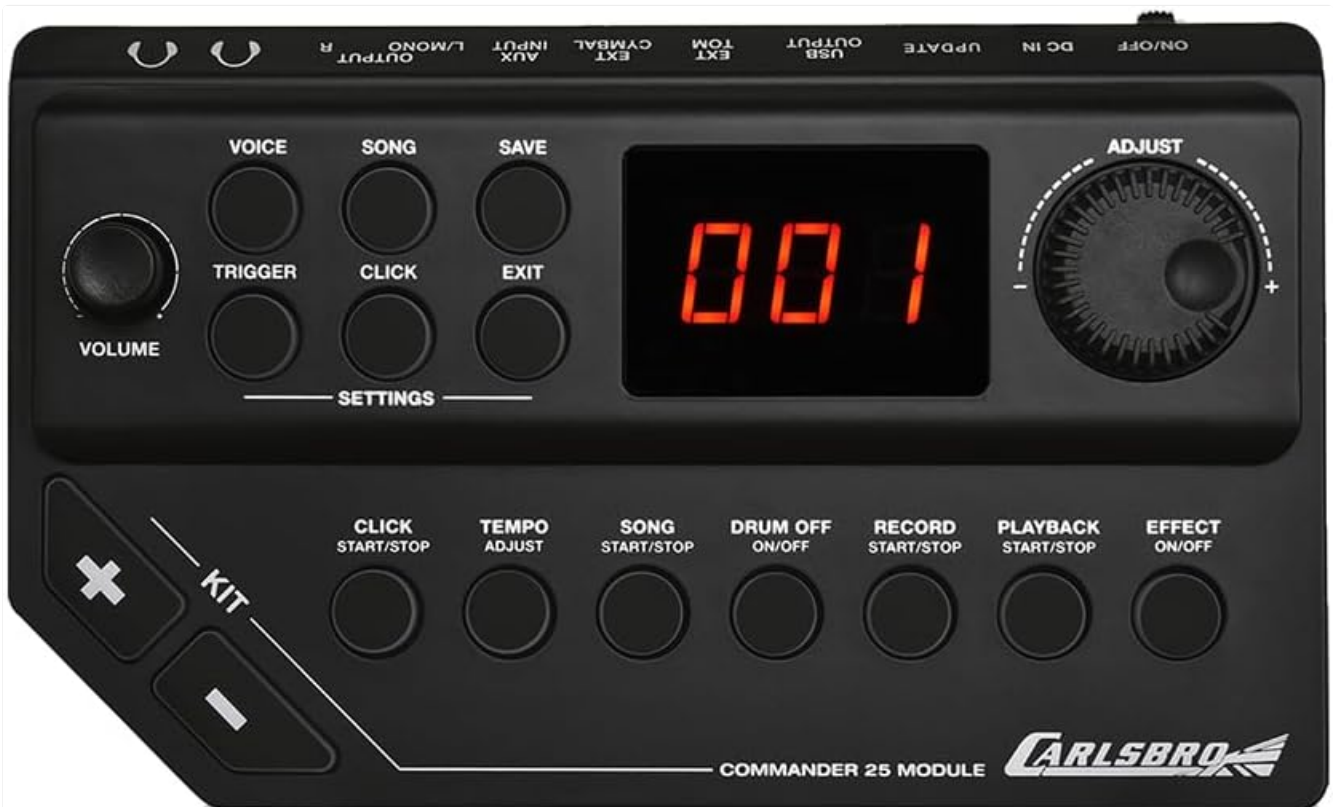 R OUTPUT L/MONO
AUX INPUT
EXT CYMBAL
EXT TOM
USB OUTPUT
UPDATE
DC IN
ON/OFF
VOICE
SONG
SAVE
ADJUST
TRIGGER
CLICK
EXIT
001
- +
VOLUME
SETTINGS
CLICK
START/STOP
TEMPO
ADJUST
SONG
START/STOP
DRUM OFF
ON/OFF
RECORD
START/STOP
PLAYBACK
START/STOP
EFFECT
ON/OFF
+
KIT
-
COMMANDER 25 MODULE
CARLSBRO